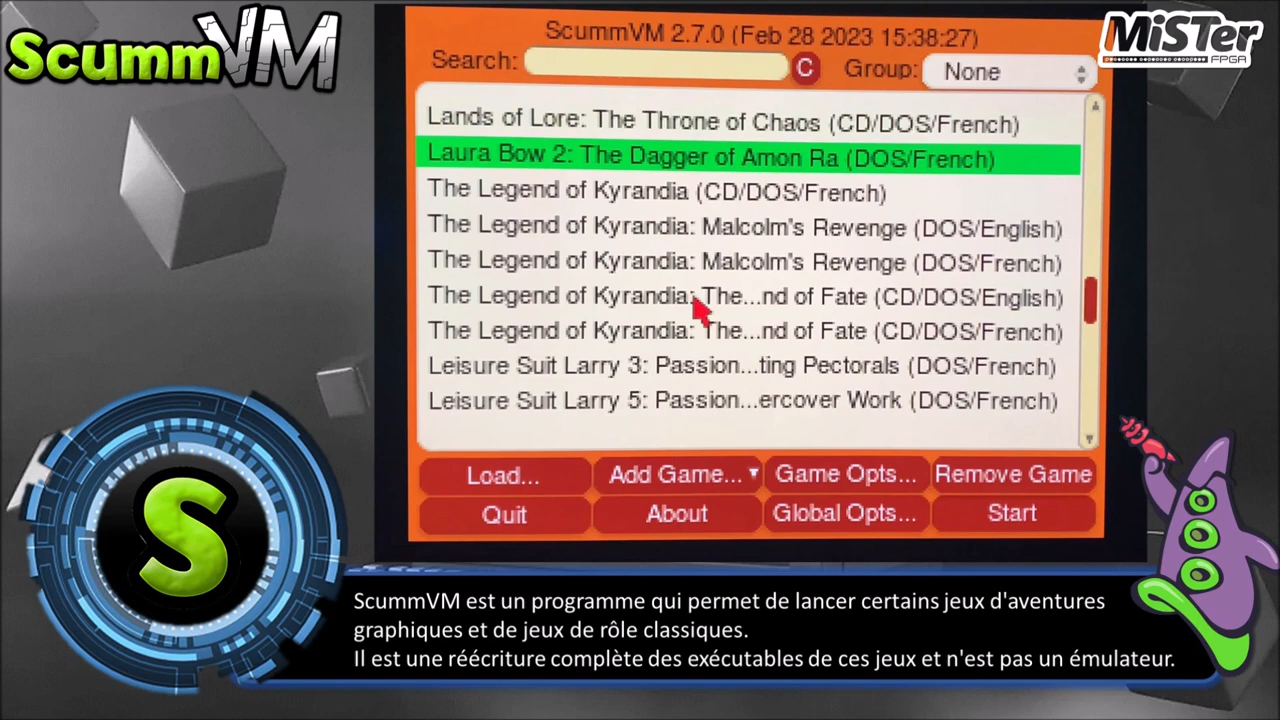 ScummVM
MiSTer
FPGA
ScummVM 2.7.0 (Feb 28 2023 15:38:27)
Search:
C
Group:
None
Lands of Lore: The Throne of Chaos (CD/DOS/French)
Laura Bow 2: The Dagger of Amon Ra (DOS/French)
The Legend of Kyrandia (CD/DOS/French)
The Legend of Kyrandia: Malcolm's Revenge (DOS/English)
The Legend of Kyrandia: Malcolm's Revenge (DOS/French)
The Legend of Kyrandia: The...nd of Fate (CD/DOS/English)
The Legend of Kyrandia: The...nd of Fate (CD/DOS/French)
Leisure Suit Larry 3: Passion...ting Pectorals (DOS/French)
Leisure Suit Larry 5: Passion...ercover Work (DOS/French)
Load... Add Game... Game Opts... Remove Game
Quit About Global Opts... Start
S
ScummVM est un programme qui permet de lancer certains jeux d'aventures
graphiques et de jeux de rôle classiques.
Il est une réécriture complète des exécutables de ces jeux et n'est pas un émulateur.